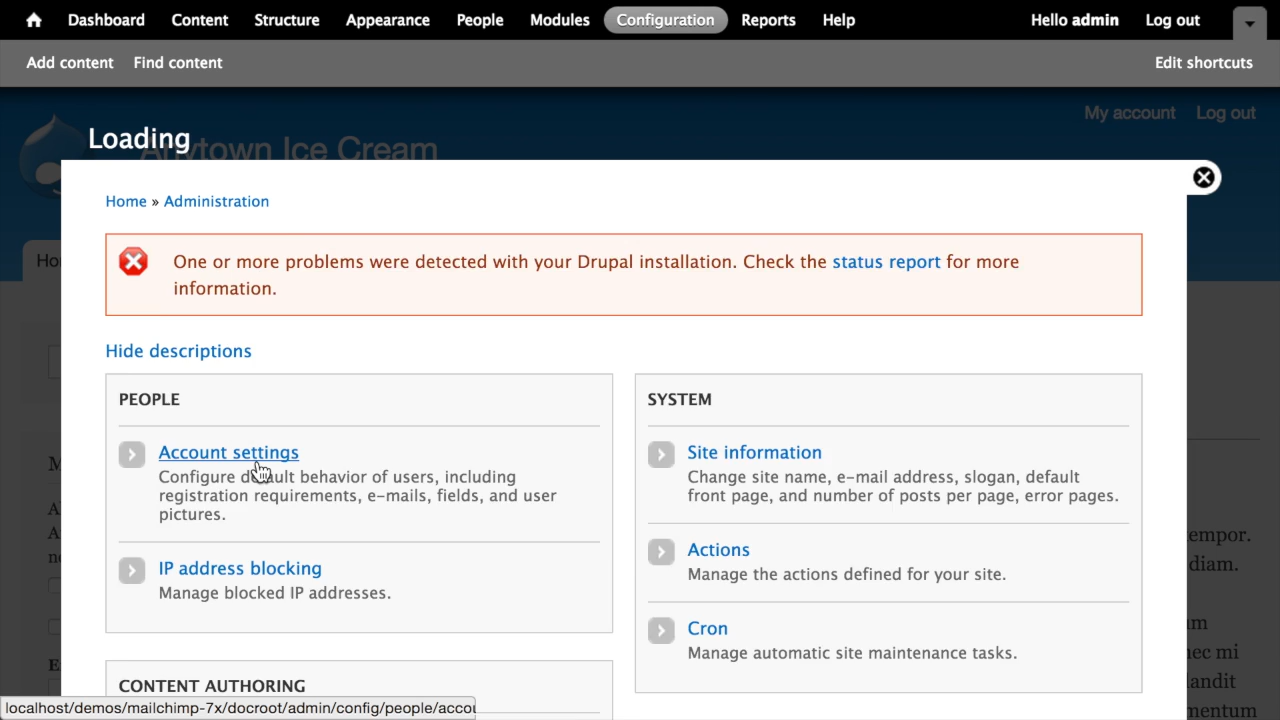 Dashboard Content Structure Appearance People Modules Configuration Reports Help Hello admin Log out
Add content Find content Edit shortcuts
My account Log out
Loading
Anytown Ice Cream
Home » Administration
One or more problems were detected with your Drupal installation. Check the status report for more
information.
Hide descriptions
PEOPLE
Account settings
Configure default behavior of users, including
registration requirements, e-mails, fields, and user
pictures.
IP address blocking
Manage blocked IP addresses.
SYSTEM
Site information
Change site name, e-mail address, slogan, default
front page, and number of posts per page, error pages.
Actions
Manage the actions defined for your site.
Cron
Manage automatic site maintenance tasks.
CONTENT AUTHORING
localhost/demos/mailchimp-7x/docroot/admin/config/people/accou